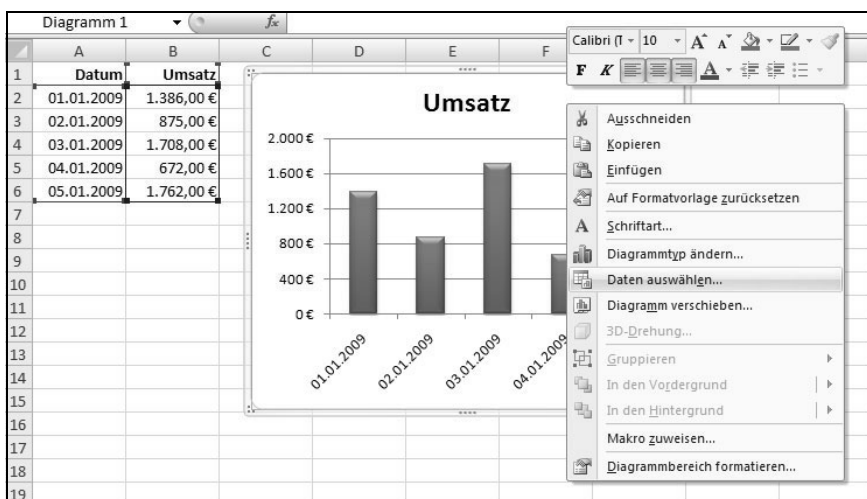 Diagramm 1 fx
Calibri (T 10 A A
F K A
A B C D E F
1 Datum Umsatz
2 01.01.2009 1.386,00 €
3 02.01.2009 875,00 €
4 03.01.2009 1.708,00 €
5 04.01.2009 672,00 €
6 05.01.2009 1.762,00 €
7
8
9
10
11
12
13
14
15
16
17
18
19
Umsatz
2.000 €
1.600 €
1.200 €
800 €
400 €
0 €
01.01.2009
02.01.2009
03.01.2009
04.01.2009
Ausschneiden
Kopieren
Einfügen
Auf Formatvorlage zurücksetzen
A Schriftart...
Diagrammtyp ändern...
Daten auswählen...
Diagramm verschieben...
3D-Drehung...
Gruppieren
In den Vordergrund
In den Hintergrund
Makro zuweisen...
Diagrammbereich formatieren...